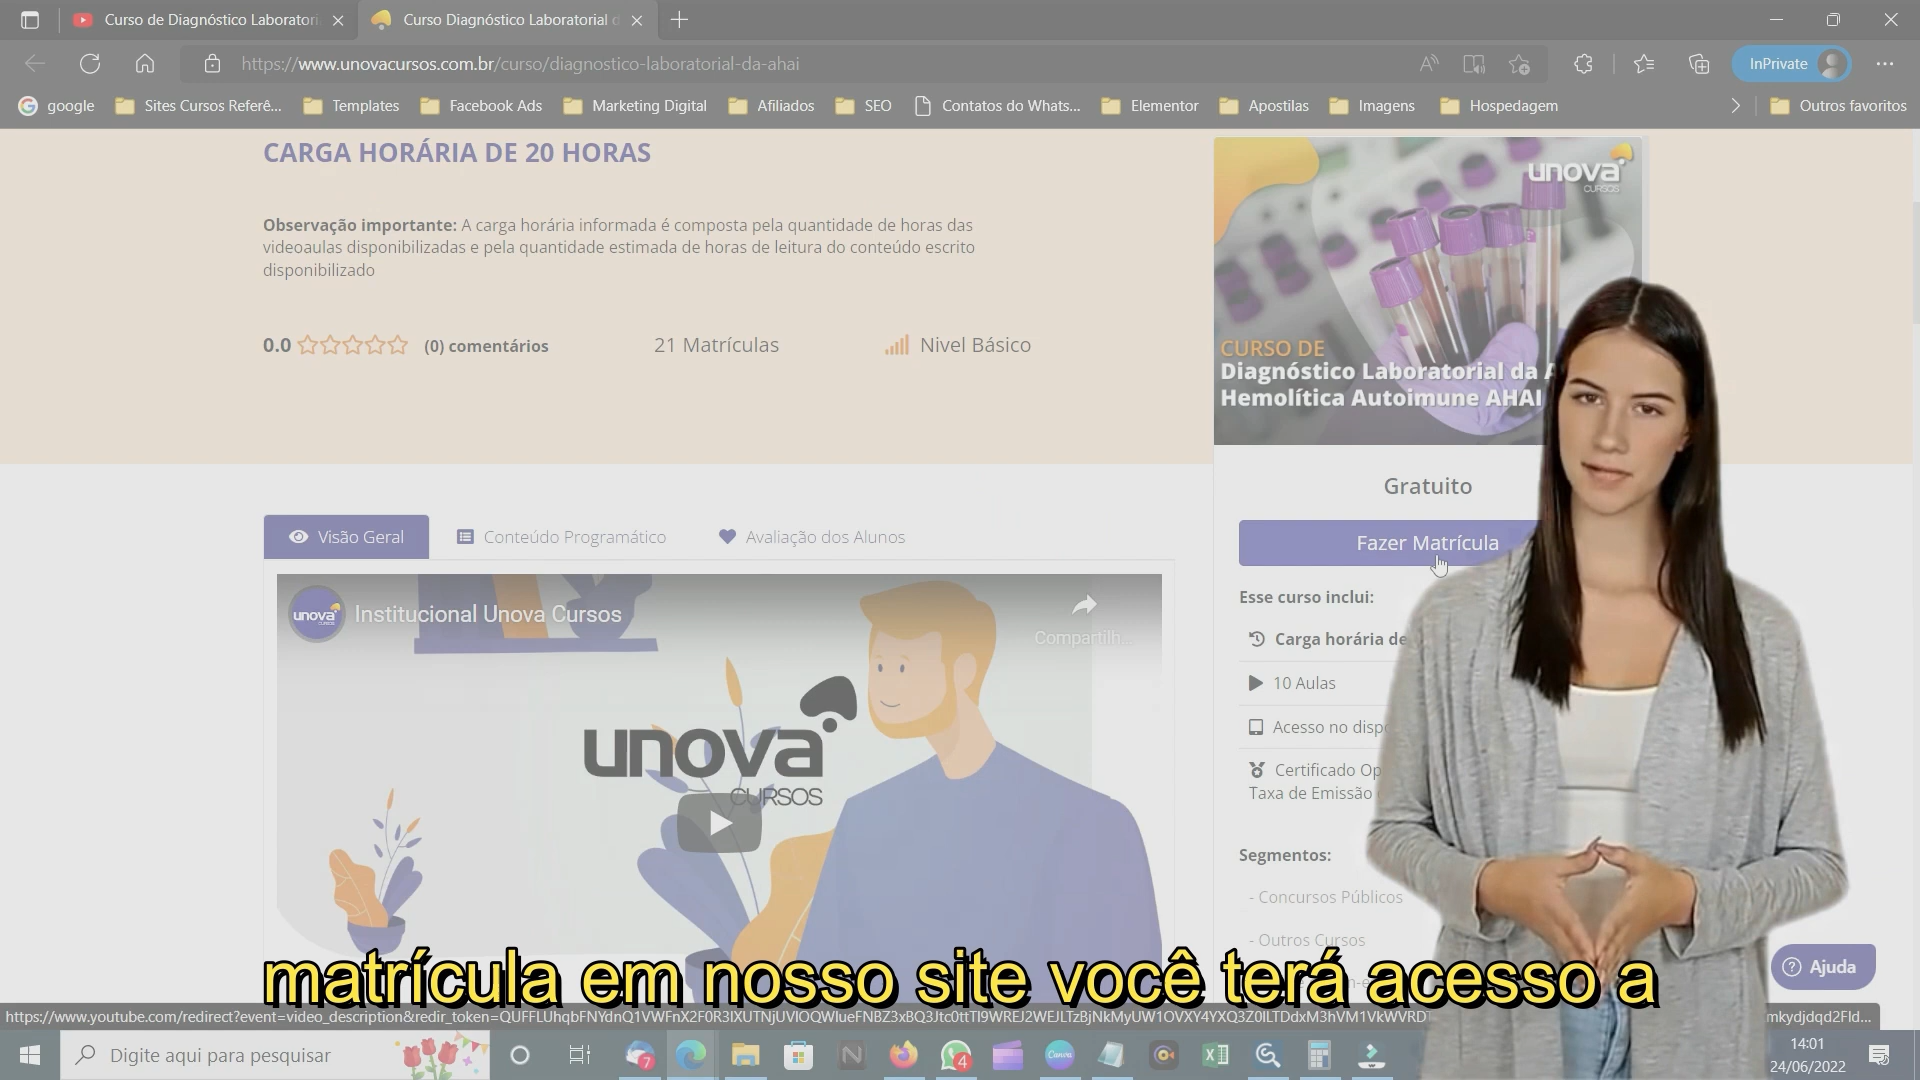 Curso de Diagnóstico Laboratori
Curso Diagnóstico Laboratorial d
https://www.unovacursos.com.br/curso/diagnostico-laboratorial-da-ahai
InPrivate
google
Sites Cursos Referê...
Templates
Facebook Ads
Marketing Digital
Afiliados
SEO
Contatos do Whats...
Elementor
Apostilas
Imagens
Hospedagem
Outros favoritos
CARGA HORÁRIA DE 20 HORAS
Observação importante: A carga horária informada é composta pela quantidade de horas das
videoaulas disponibilizadas e pela quantidade estimada de horas de leitura do conteúdo escrito
disponibilizado
0.0 (0) comentários
21 Matrículas
Nivel Básico
unova
CURSOS
CURSO DE
Diagnóstico Laboratorial da
Hemolítica Autoimune AHAI
Gratuito
Fazer Matrícula
Esse curso inclui:
Carga horária de
10 Aulas
Acesso no disp
Certificado Op
Taxa de Emissão
Segmentos:
- Concursos Públicos
- Outros Cursos
Visão Geral
Conteúdo Programático
Avaliação dos Alunos
unova
CURSOS
Institucional Unova Cursos
Compartilh...
unova
CURSOS
Ajuda
matrícula em nosso site você terá acesso a
Digite aqui para pesquisar
7
4
Canva
14:01
24/06/2022